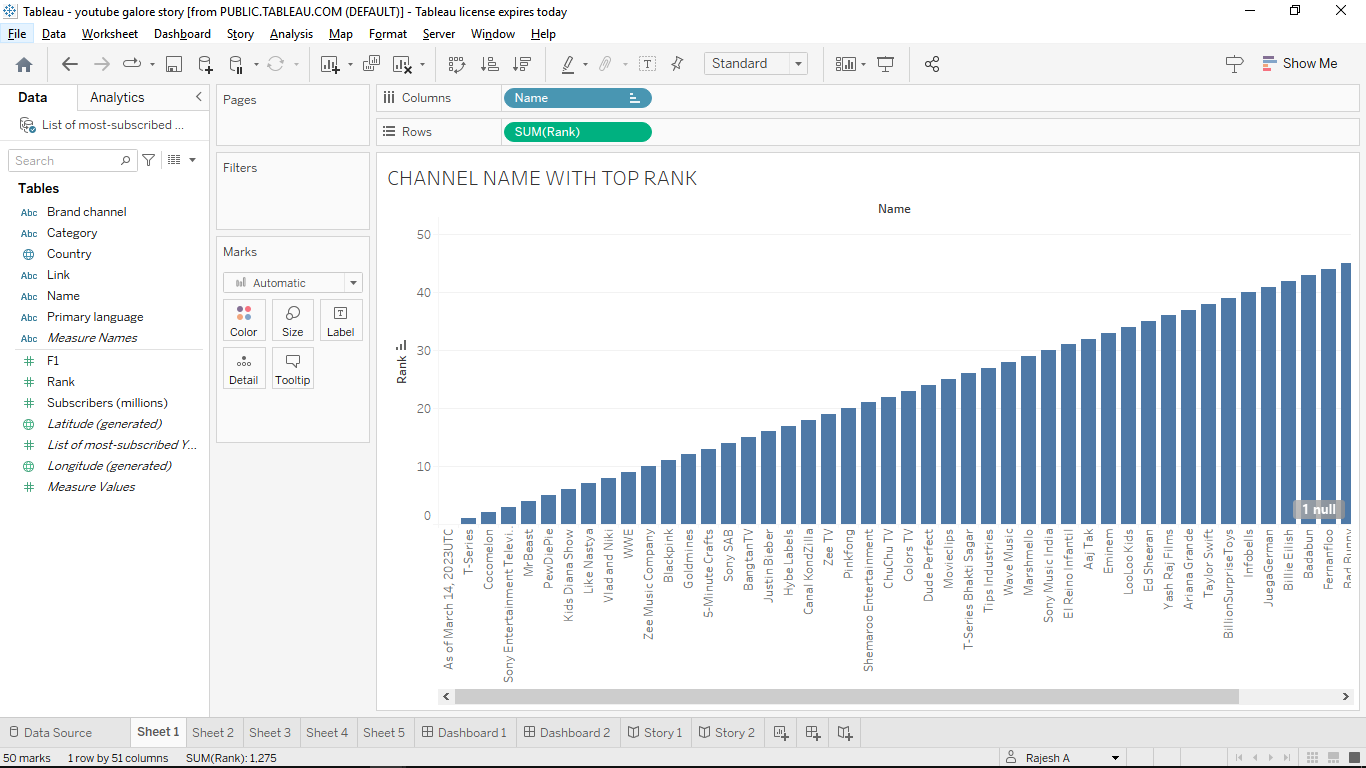 Tableau - youtube galore story [from PUBLIC.TABLEAU.COM (DEFAULT)] - Tableau license expires today
File Data Worksheet Dashboard Story Analysis Map Format Server Window Help
Standard
Show Me
Data Analytics
List of most-subscribed ...
Search
Tables
Abc Brand channel
Abc Category
Country
Abc Link
Abc Name
Abc Primary language
Abc Measure Names
F1
Rank
Subscribers (millions)
Latitude (generated)
List of most-subscribed Y...
Longitude (generated)
Measure Values
Pages
Filters
Marks
Automatic
Color Size Label
Detail Tooltip
Columns Name
Rows SUM(Rank)
CHANNEL NAME WITH TOP RANK
Name
Rank
50
40
30
20
10
0
1 null
As of March 14, 2023UTC
T-Series
Cocomelon
Sony Entertainment Televi..
MrBeast
PewDiePie
Kids Diana Show
Like Nastya
Vlad and Niki
WWE
Zee Music Company
Blackpink
Goldmines
5-Minute Crafts
Sony SAB
BangtanTV
Justin Bieber
Hybe Labels
Canal KondZilla
Zee TV
Pinkfong
Shemaroo Entertainment
ChuChu TV
Colors TV
Dude Perfect
Movieclips
T-Series Bhakti Sagar
Tips Industries
Wave Music
Marshmello
Sony Music India
El Reino Infantil
Aaj Tak
Eminem
LooLoo Kids
Ed Sheeran
Yash Raj Films
Ariana Grande
Taylor Swift
BillionSurpriseToys
Infobells
JuegaGerman
Billie Eilish
Badabun
Fernanfloo
Bad Bunny
Data Source Sheet 1 Sheet 2 Sheet 3 Sheet 4 Sheet 5 Dashboard 1 Dashboard 2 Story 1 Story 2
50 marks 1 row by 51 columns SUM(Rank): 1,275 Rajesh A